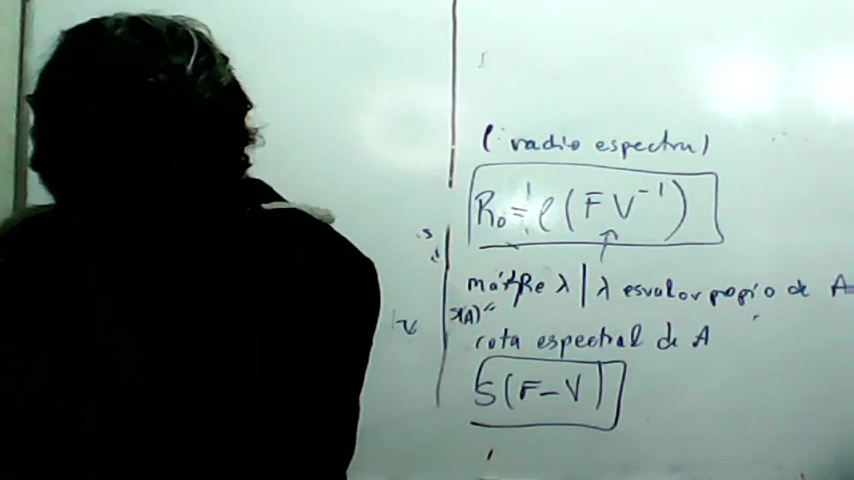 (radio espectral)
R₀ = ρ(FV⁻¹)
máx{Re λ | λ es valor propio de A
s(A)"
cota espectral de A
S(F-V)